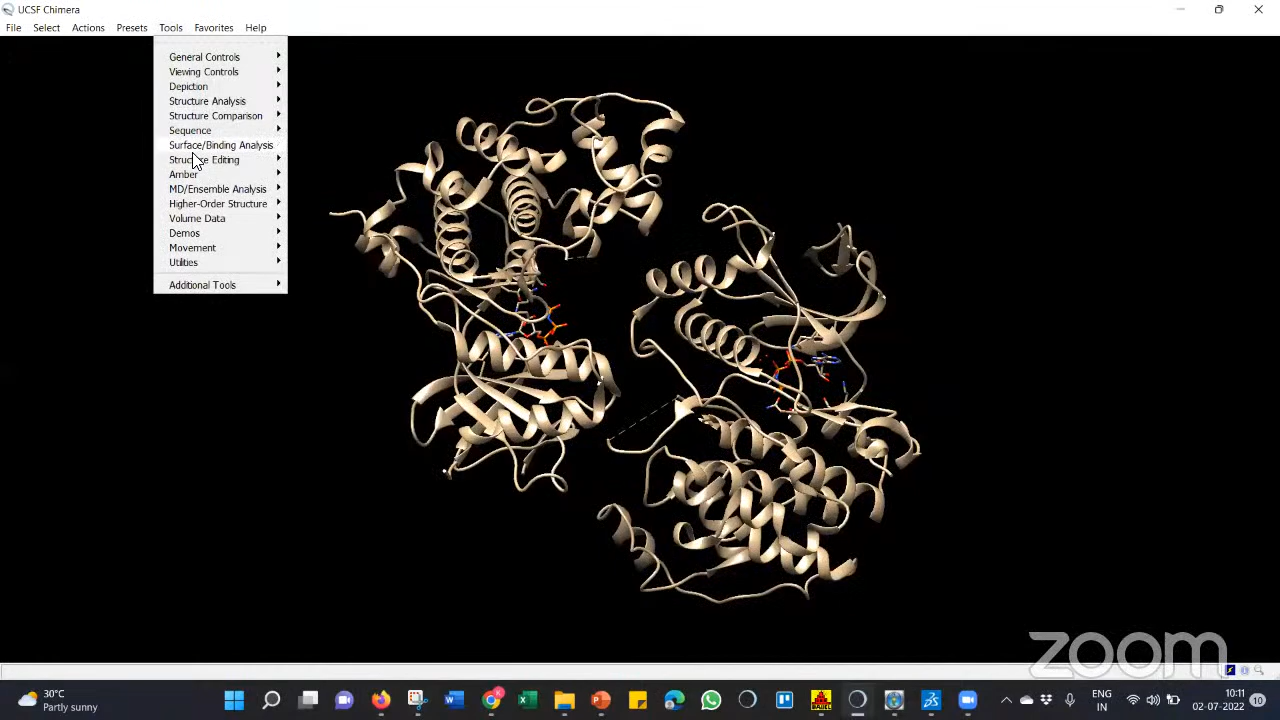 UCSF Chimera
File Select Actions Presets Tools Favorites Help
General Controls
Viewing Controls
Depiction
Structure Analysis
Structure Comparison
Sequence
Surface/Binding Analysis
Structure Editing
Amber
MD/Ensemble Analysis
Higher-Order Structure
Volume Data
Demos
Movement
Utilities
Additional Tools
zoom
30°C
Partly sunny
ENG
IN
10:11
02-07-2022
10